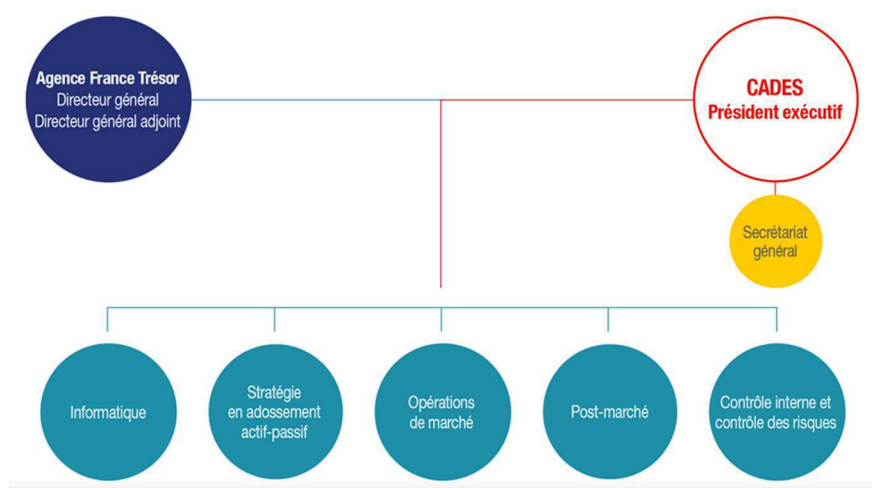 Agence France Trésor
Directeur général
Directeur général adjoint
CADES
Président exécutif
Secrétariat
général
Informatique
Stratégie
en adossement
actif-passif
Opérations
de marché
Post-marché
Contrôle interne et
contrôle des risques